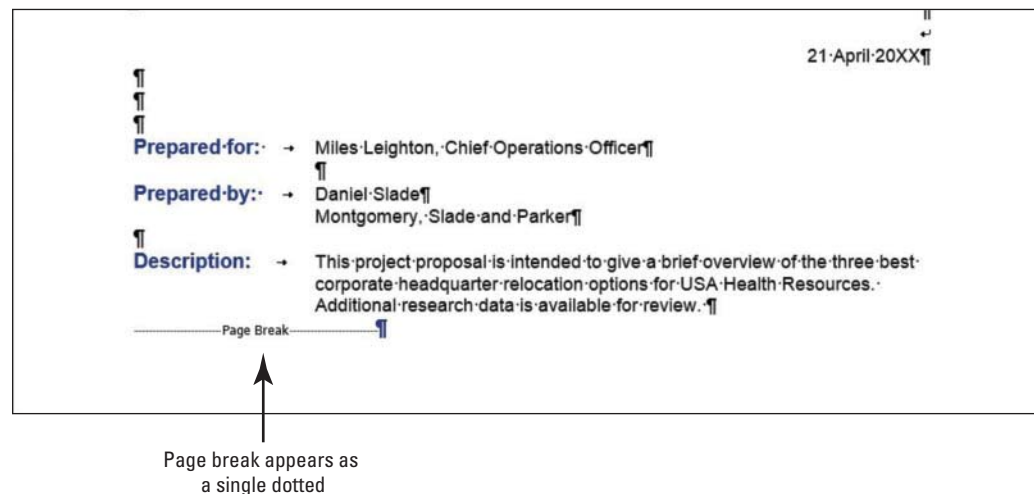 21 April 20XX¶
¶
¶
¶
Prepared for: → Miles Leighton, Chief Operations Officer¶
¶
Prepared by: → Daniel Slade¶
Montgomery, Slade and Parker¶
¶
Description: → This project proposal is intended to give a brief overview of the three best
corporate headquarter relocation options for USA Health Resources.
Additional research data is available for review. ¶
Page Break¶
Page break appears as
a single dotted